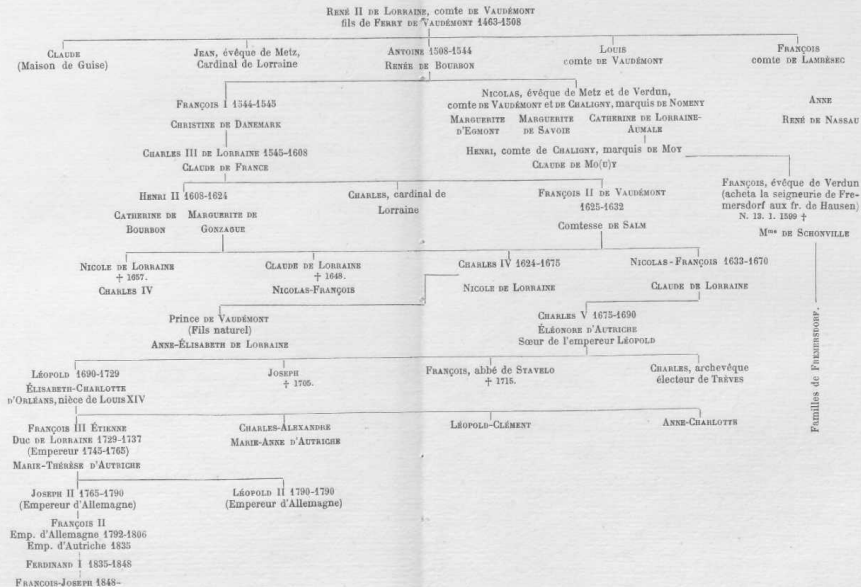 RENÉ II DE LORRAINE, COMTE DE VAUDÉMONT
fils de FERRY DE VAUDÉMONT 1463-1508
CLAUDE
(Maison de Guise)
JEAN, évêque de Metz,
Cardinal de Lorraine
ANTOINE 1508-1544
RENÉE DE BOURBON
LOUIS
comte DE VAUDÉMONT
FRANÇOIS
comte DE LAMBESEC
FRANÇOIS I 1544-1545
CHRISTINE DE DANEMARK
NICOLAS, évêque de Metz et de Verdun,
comte DE VAUDÉMONT ET DE CHALIGNY, marquis DE NOMENY
MARGUERITE
D'EGMONT
MARGUERITE
DE SAVOIE
CATHERINE DE LORRAINE-
AUMALE
ANNE
RENÉ DE NASSAU
CHARLES III DE LORRAINE 1545-1608
CLAUDE DE FRANCE
HENRI, comte de CHALIGNY, marquis DE MOY
CLAUDE DE MO(U)Y
HENRI II 1608-1624
CATHERINE DE
BOURBON
MARGUERITE DE
GONZAGUE
CHARLES, cardinal de
Lorraine
FRANÇOIS II DE VAUDÉMONT
1625-1632
Comtesse DE SALM
FRANÇOIS, évêque de Verdun
(acheta la seigneurie de Fre-
mersdorf aux fr. de Hausen)
N. 13. 1. 1599 †
Mme DE SCHONVILLE
NICOLE DE LORRAINE
† 1657.
CHARLES IV
CLAUDE DE LORRAINE
† 1648.
NICOLAS-FRANÇOIS
CHARLES IV 1624-1675
NICOLE DE LORRAINE
NICOLAS-FRANÇOIS 1633-1670
CLAUDE DE LORRAINE
Prince DE VAUDÉMONT
(Fils naturel)
ANNE-ÉLISABETH DE LORRAINE
CHARLES V 1675-1690
ÉLÉONORE D'AUTRICHE
Sœur de l'empereur LÉOPOLD
Familles de FREMERSDORF.
LÉOPOLD 1690-1729
ÉLISABETH-CHARLOTTE
D'ORLÉANS, nièce de LOUIS XIV
JOSEPH
† 1705.
FRANÇOIS, abbé de STAVELO
† 1715.
CHARLES, archevêque
électeur de TRÈVES
FRANÇOIS III ÉTIENNE
DUC DE LORRAINE 1729-1737
(Empereur 1745-1765)
MARIE-THÉRÈSE D'AUTRICHE
CHARLES-ALEXANDRE
MARIE-ANNE D'AUTRICHE
LÉOPOLD-CLÉMENT
ANNE-CHARLOTTE
JOSEPH II 1765-1790
(Empereur d'Allemagne)
LÉOPOLD II 1790-1790
(Empereur d'Allemagne)
FRANÇOIS II
Emp. d'Allemagne 1792-1806
Emp. d'Autriche 1835
FERDINAND I 1835-1848
FRANÇOIS-JOSEPH 1848-